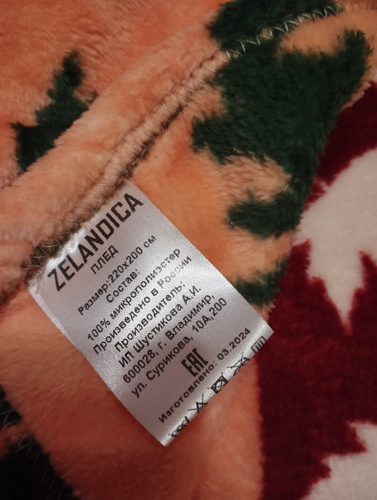 ZELANDICA
ПЛЕД
Размер:220х200 см
Состав:
100% микрополиэстер
Произведено в России
Производитель:
ИП Шустикова А.И.
600028, г. Владимир,
ул. Сурикова, 10А,200
EAC
Изготовлено: 03.2024